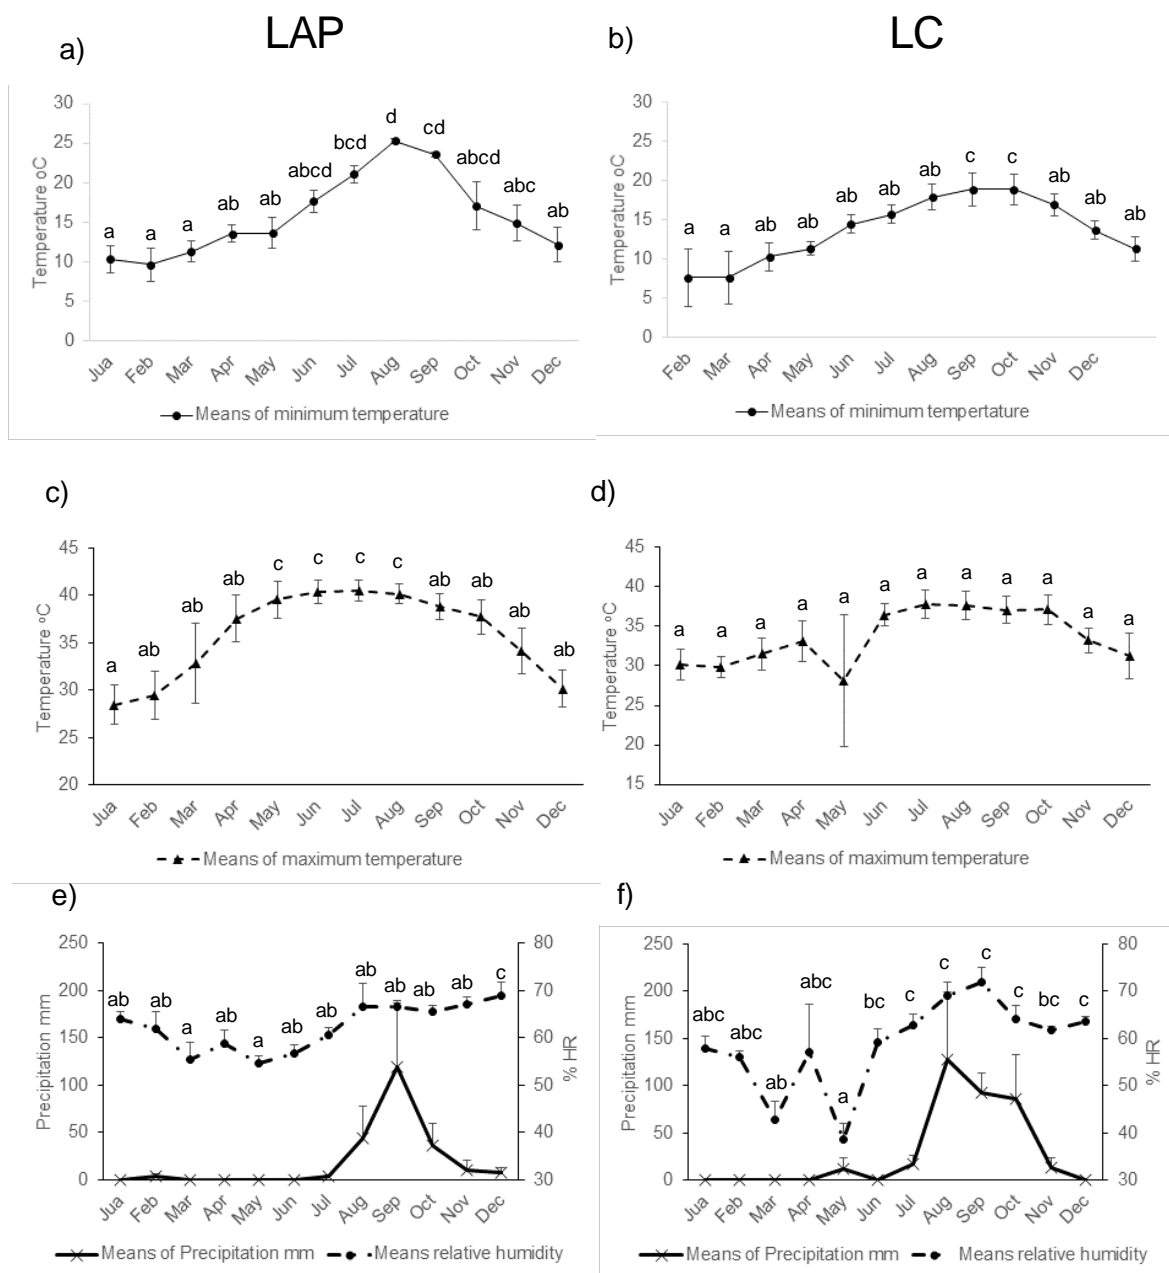 LAP
LC
a)
b)
30
25
20
15
10
5
0
Temperature oC
a
a
a
ab
ab
abcd
bcd
d
cd
abcd
abc
ab
Jua Feb Mar Apr May Jun Jul Aug Sep Oct Nov Dec
Means of minimum temperature
30
25
20
15
10
5
0
Temperature oC
a
a
ab
ab
ab
ab
ab
c
c
ab
ab
ab
Feb Mar Apr May Jun Jul Aug Sep Oct Nov Dec
Means of minimum tempertature
c)
d)
45
40
35
30
25
20
Temperature ºC
a
ab
ab
ab
c
c
c
c
ab
ab
ab
ab
Jua Feb Mar Apr May Jun Jul Aug Sep Oct Nov Dec
Means of maximum temperature
45
40
35
30
25
20
15
Temperature ºC
a
a
a
a
a
a
a
a
a
a
a
a
Jua Feb Mar Apr May Jun Jul Aug Sep Oct Nov Dec
Means of maximum temperature
e)
f)
250
200
150
100
50
0
Precipitation mm
ab
ab
a
ab
a
ab
ab
ab
ab
ab
ab
c
80
70
60
50
40
30
% HR
Jua Feb Mar Apr May Jun Jul Aug Sep Oct Nov Dec
Means of Precipitation mm
Means relative humidity
250
200
150
100
50
0
Precipitation mm
abc
abc
ab
abc
a
bc
c
c
c
c
bc
c
80
70
60
50
40
30
% HR
Jua Feb Mar Apr May Jun Jul Aug Sep Oct Nov Dec
Means of Precipitation mm
Means relative humidity